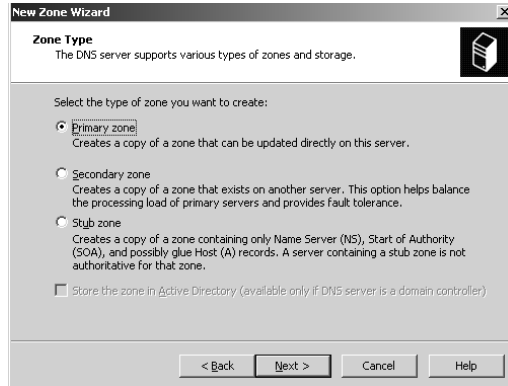 New Zone Wizard
Zone Type
The DNS server supports various types of zones and storage.
Select the type of zone you want to create:
Primary zone
Creates a copy of a zone that can be updated directly on this server.
Secondary zone
Creates a copy of a zone that exists on another server. This option helps balance
the processing load of primary servers and provides fault tolerance.
Stub zone
Creates a copy of a zone containing only Name Server (NS), Start of Authority
(SOA), and possibly glue Host (A) records. A server containing a stub zone is not
authoritative for that zone.
Store the zone in Active Directory (available only if DNS server is a domain controller)
< Back
Next >
Cancel
Help